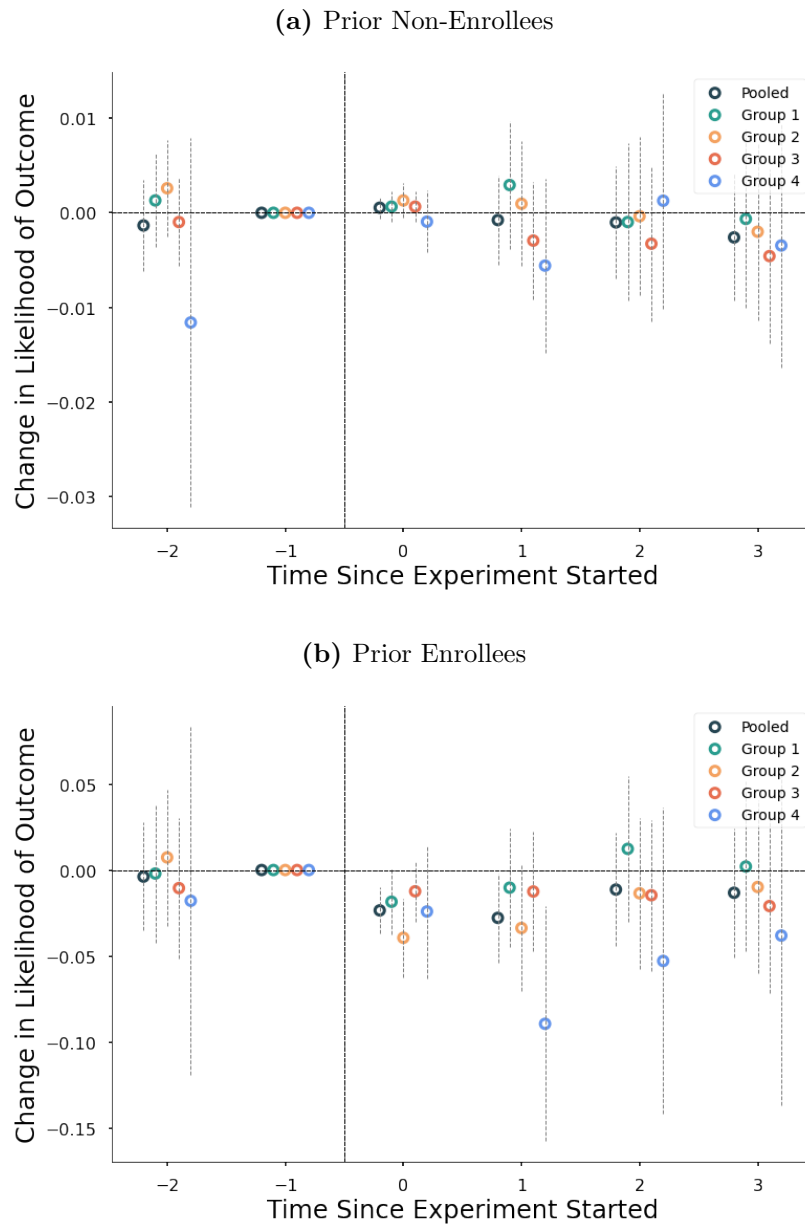 (a) Prior Non-Enrollees
Change in Likelihood of Outcome
0.01
0.00
−0.01
−0.02
−0.03
Pooled
Group 1
Group 2
Group 3
Group 4
−2 −1 0 1 2 3
Time Since Experiment Started
(b) Prior Enrollees
Change in Likelihood of Outcome
0.05
0.00
−0.05
−0.10
−0.15
Pooled
Group 1
Group 2
Group 3
Group 4
−2 −1 0 1 2 3
Time Since Experiment Started